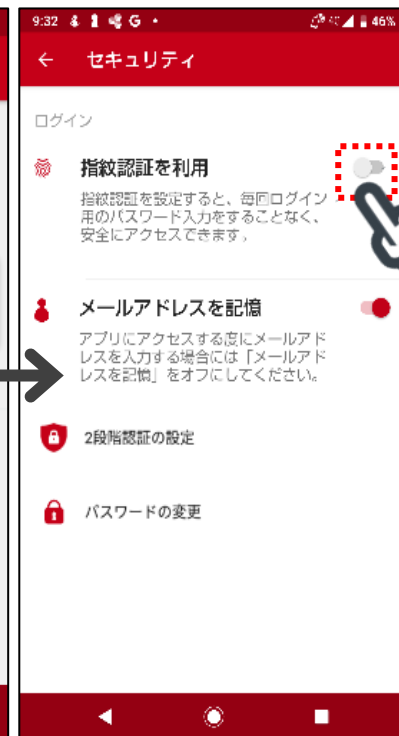 9:32 G • 46%
← セキュリティ
ログイン
指紋認証を利用
指紋認証を設定すると、毎回ログイン
用のパスワード入力をすることなく、
安全にアクセスできます。
メールアドレスを記憶
アプリにアクセスする度にメールアド
レスを入力する場合には「メールアド
レスを記憶」をオフにしてください。
2段階認証の設定
パスワードの変更